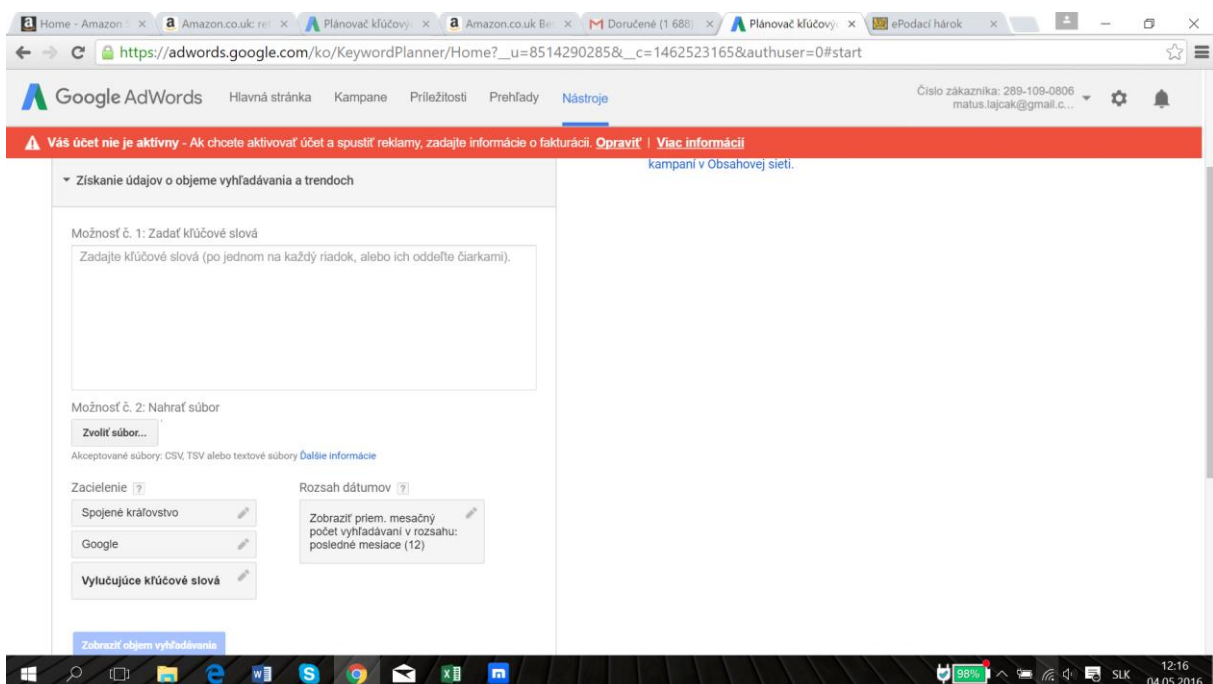 Home - Amazon S
Amazon.co.uk: ret
Plánovač kľúčový
Amazon.co.uk Be
Doručené (1 688)
Plánovač kľúčový
ePodací hárok
https://adwords.google.com/ko/KeywordPlanner/Home?__u=8514290285&__c=1462523165&authuser=0#start
Google AdWords Hlavná stránka Kampane Príležitosti Prehľady Nástroje
Číslo zákazníka: 289-109-0806
matus.lajcak@gmail.c...
Váš účet nie je aktívny - Ak chcete aktivovať účet a spustiť reklamy, zadajte informácie o fakturácii. Opraviť | Viac informácií
kampaní v Obsahovej sieti.
Získanie údajov o objeme vyhľadávania a trendoch
Možnosť č. 1: Zadať kľúčové slová
Zadajte kľúčové slová (po jednom na každý riadok, alebo ich oddeľte čiarkami).
Možnosť č. 2: Nahrať súbor
Zvoliť súbor...
Akceptované súbory: CSV, TSV alebo textové súbory Ďalšie informácie
Zacielenie ?
Spojené kráľovstvo
Google
Vylučujúce kľúčové slová
Rozsah dátumov ?
Zobraziť priem. mesačný
počet vyhľadávaní v rozsahu:
posledné mesiace (12)
Zobraziť objem vyhľadávania
98%
SLK
12:16
04.05.2016